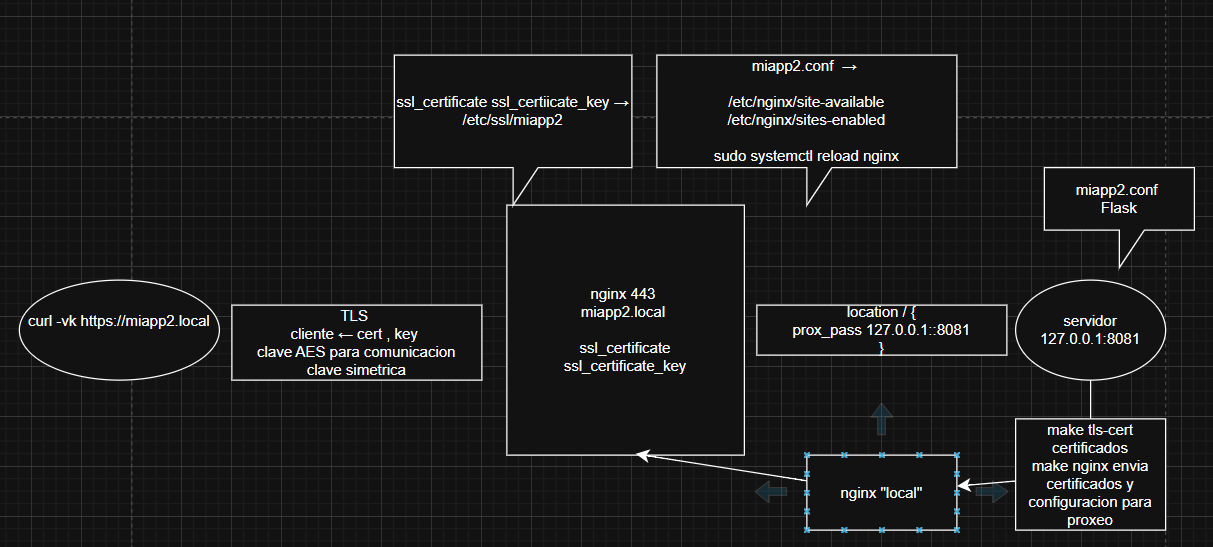 ssl_certificate ssl_certiicate_key →
/etc/ssl/miapp2
miapp2.conf →
/etc/nginx/site-available
/etc/nginx/sites-enabled
sudo systemctl reload nginx
miapp2.conf
Flask
curl -vk https://miapp2.local
TLS
cliente ← cert , key
clave AES para comunicacion
clave simetrica
nginx 443
miapp2.local
ssl_certificate
ssl_certificate_key
location / {
prox_pass 127.0.0.1::8081
}
servidor
127.0.0.1:8081
nginx "local"
make tls-cert
certificados
make nginx envia
certificados y
configuracion para
proxeo